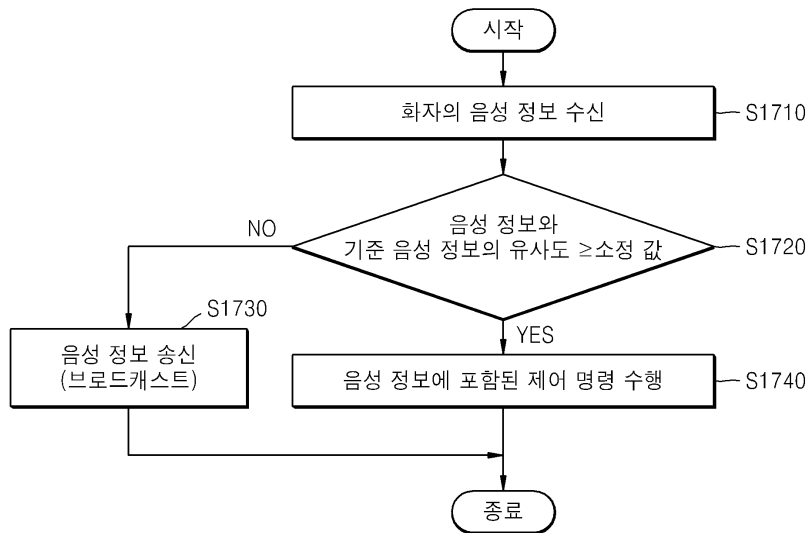 시작
화자의 음성 정보 수신
S1710
음성 정보와
기준 음성 정보의 유사도 ≥소정 값
S1720
NO
YES
S1730
음성 정보 송신
(브로드캐스트)
음성 정보에 포함된 제어 명령 수행
S1740
종료